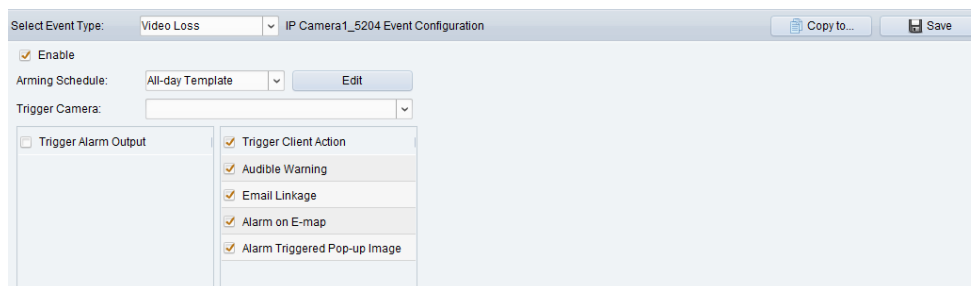 Select Event Type: Video Loss IP Camera1_5204 Event Configuration Copy to... Save
Enable
Arming Schedule: All-day Template Edit
Trigger Camera:
Trigger Alarm Output Trigger Client Action
Audible Warning
Email Linkage
Alarm on E-map
Alarm Triggered Pop-up Image